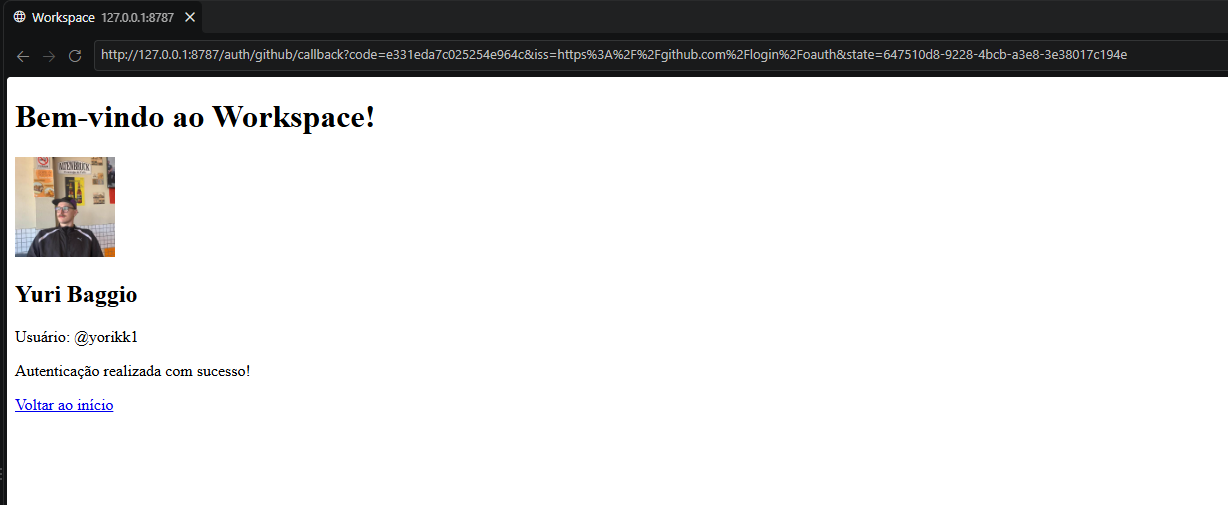 Workspace 127.0.0.1:8787
http://127.0.0.1:8787/auth/github/callback?code=e331eda7c025254e964c&iss=https%3A%2F%2Fgithub.com%2Flogin%2Foauth&state=647510d8-9228-4bcb-a3e8-3e38017c194e
Bem-vindo ao Workspace!
ALTENBRUCK
Yuri Baggio
Usuário: @yorikk1
Autenticação realizada com sucesso!
Voltar ao início